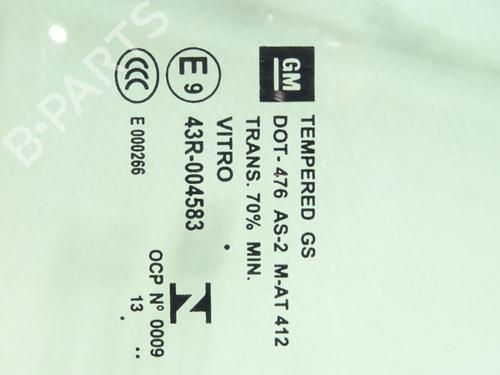 GM
TEMPERED GS
DOT-476 AS-2 M-AT 412
TRANS. 70% MIN.
VITRO
E 9
43R-004583
CCC
E 000266
N
OCP Nº 0009
13
B-PARTS